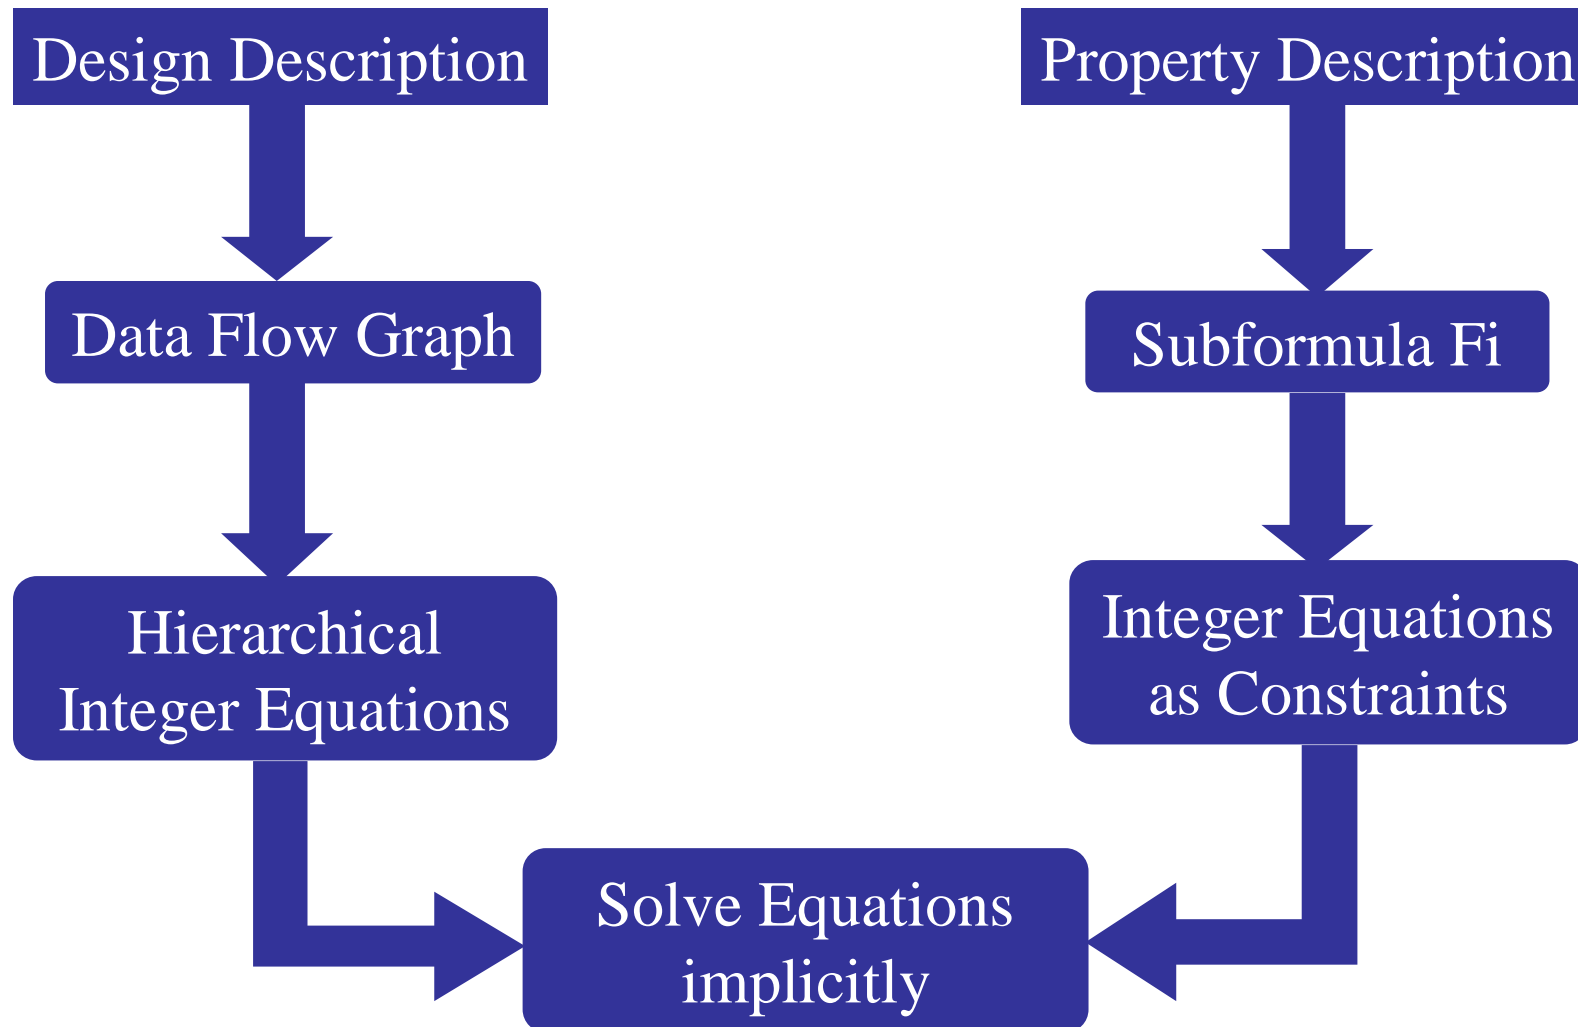 Design Description
Property Description
Data Flow Graph
Subformula Fi
Hierarchical
Integer Equations
Integer Equations
as Constraints
Solve Equations
implicitly